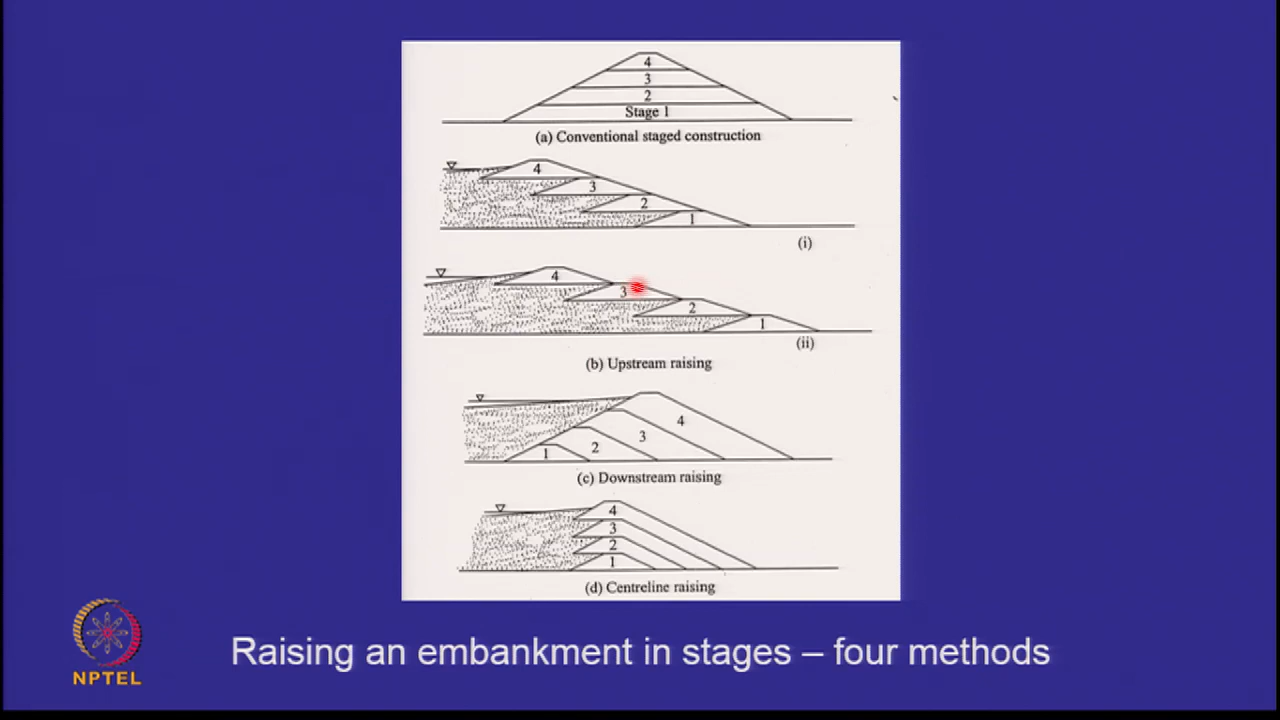 4
3
2
Stage 1
(a) Conventional staged construction
4
3
2
1
(i)
4
3
2
1
(ii)
(b) Upstream raising
4
3
2
1
(c) Downstream raising
4
3
2
1
(d) Centreline raising
Raising an embankment in stages – four methods
NPTEL